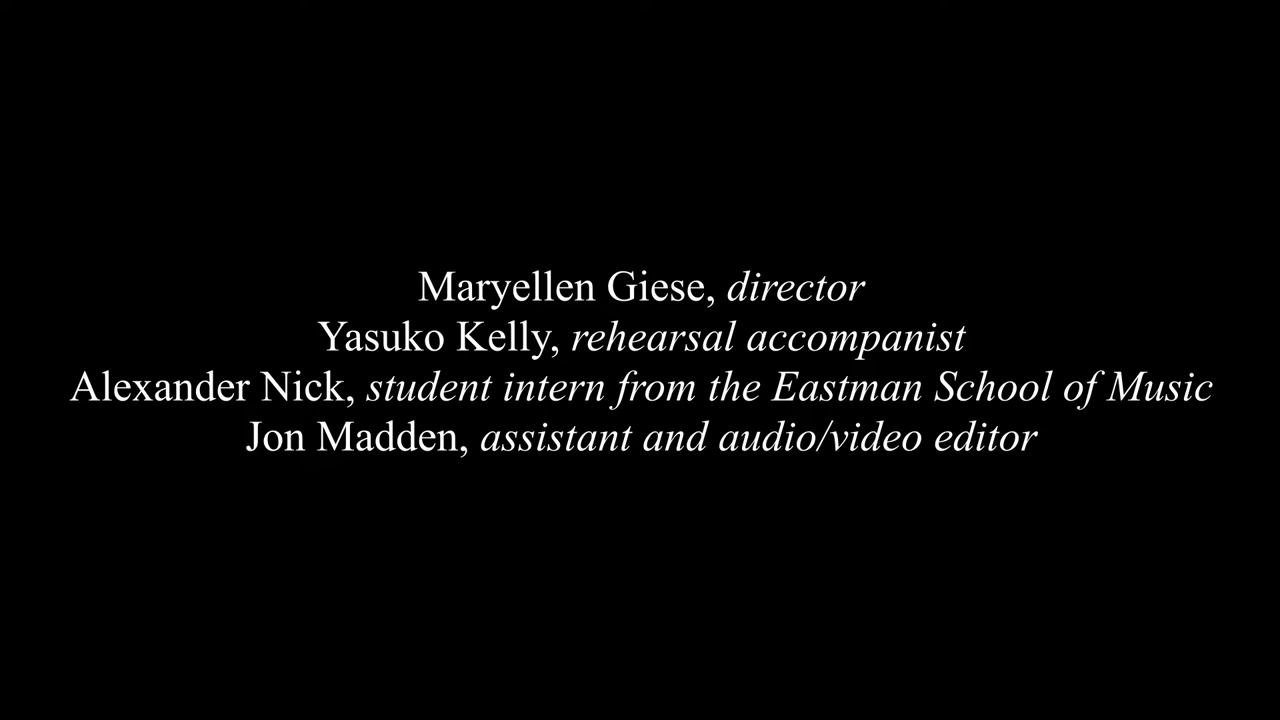 Maryellen Giese, director
Yasuko Kelly, rehearsal accompanist
Alexander Nick, student intern from the Eastman School of Music
Jon Madden, assistant and audio/video editor